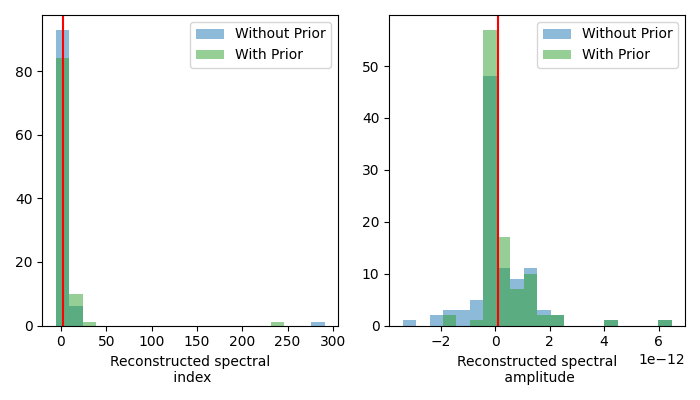 Without Prior
With Prior
80
60
40
20
0
0
50
100
150
200
250
300
Reconstructed spectral
index
Without Prior
With Prior
50
40
30
20
10
0
−2
0
2
4
6
1e−12
Reconstructed spectral
amplitude